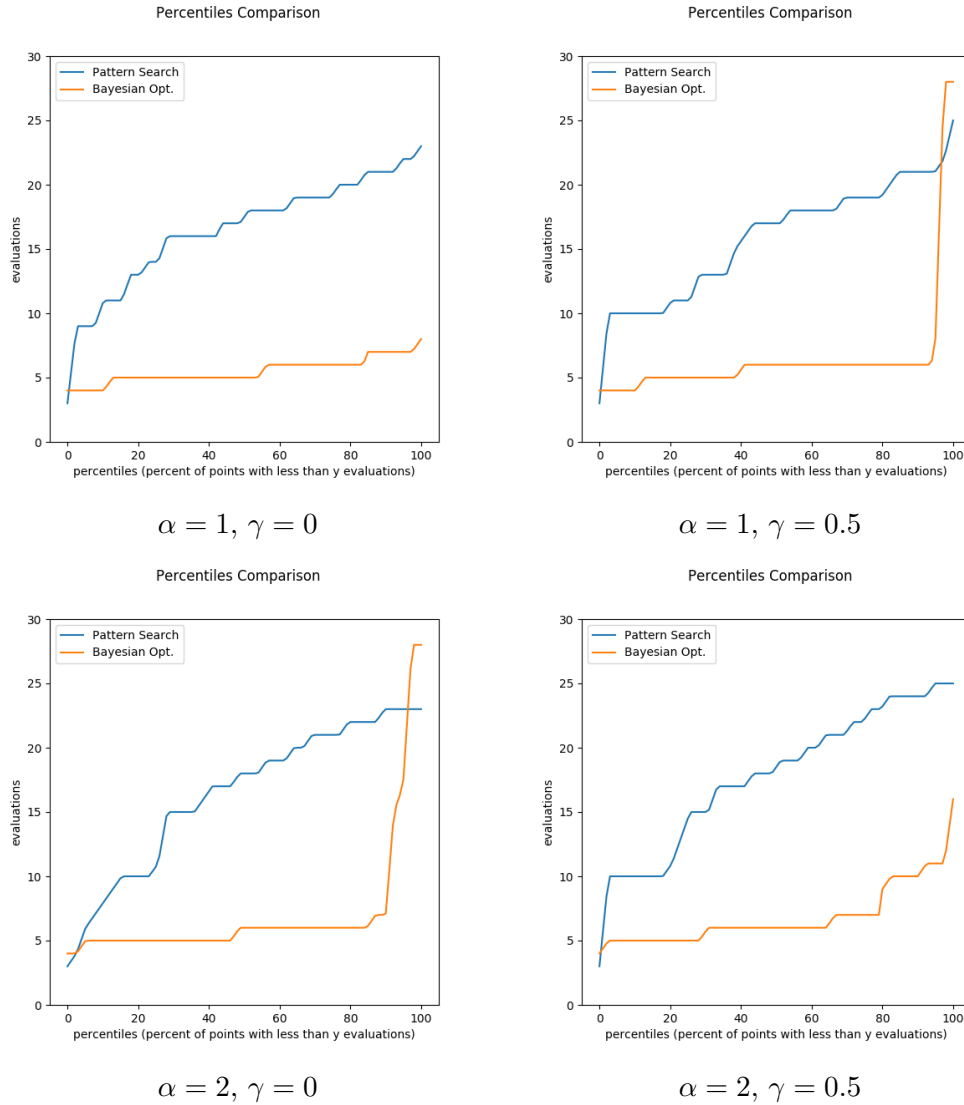 Percentiles Comparison
Percentiles Comparison
30
25
20
15
10
5
0
evaluations
Pattern Search
Bayesian Opt.
0 20 40 60 80 100
percentiles (percent of points with less than y evaluations)
30
25
20
15
10
5
0
evaluations
Pattern Search
Bayesian Opt.
0 20 40 60 80 100
percentiles (percent of points with less than y evaluations)
α = 1, γ = 0
α = 1, γ = 0.5
Percentiles Comparison
Percentiles Comparison
30
25
20
15
10
5
0
evaluations
Pattern Search
Bayesian Opt.
0 20 40 60 80 100
percentiles (percent of points with less than y evaluations)
30
25
20
15
10
5
0
evaluations
Pattern Search
Bayesian Opt.
0 20 40 60 80 100
percentiles (percent of points with less than y evaluations)
α = 2, γ = 0
α = 2, γ = 0.5